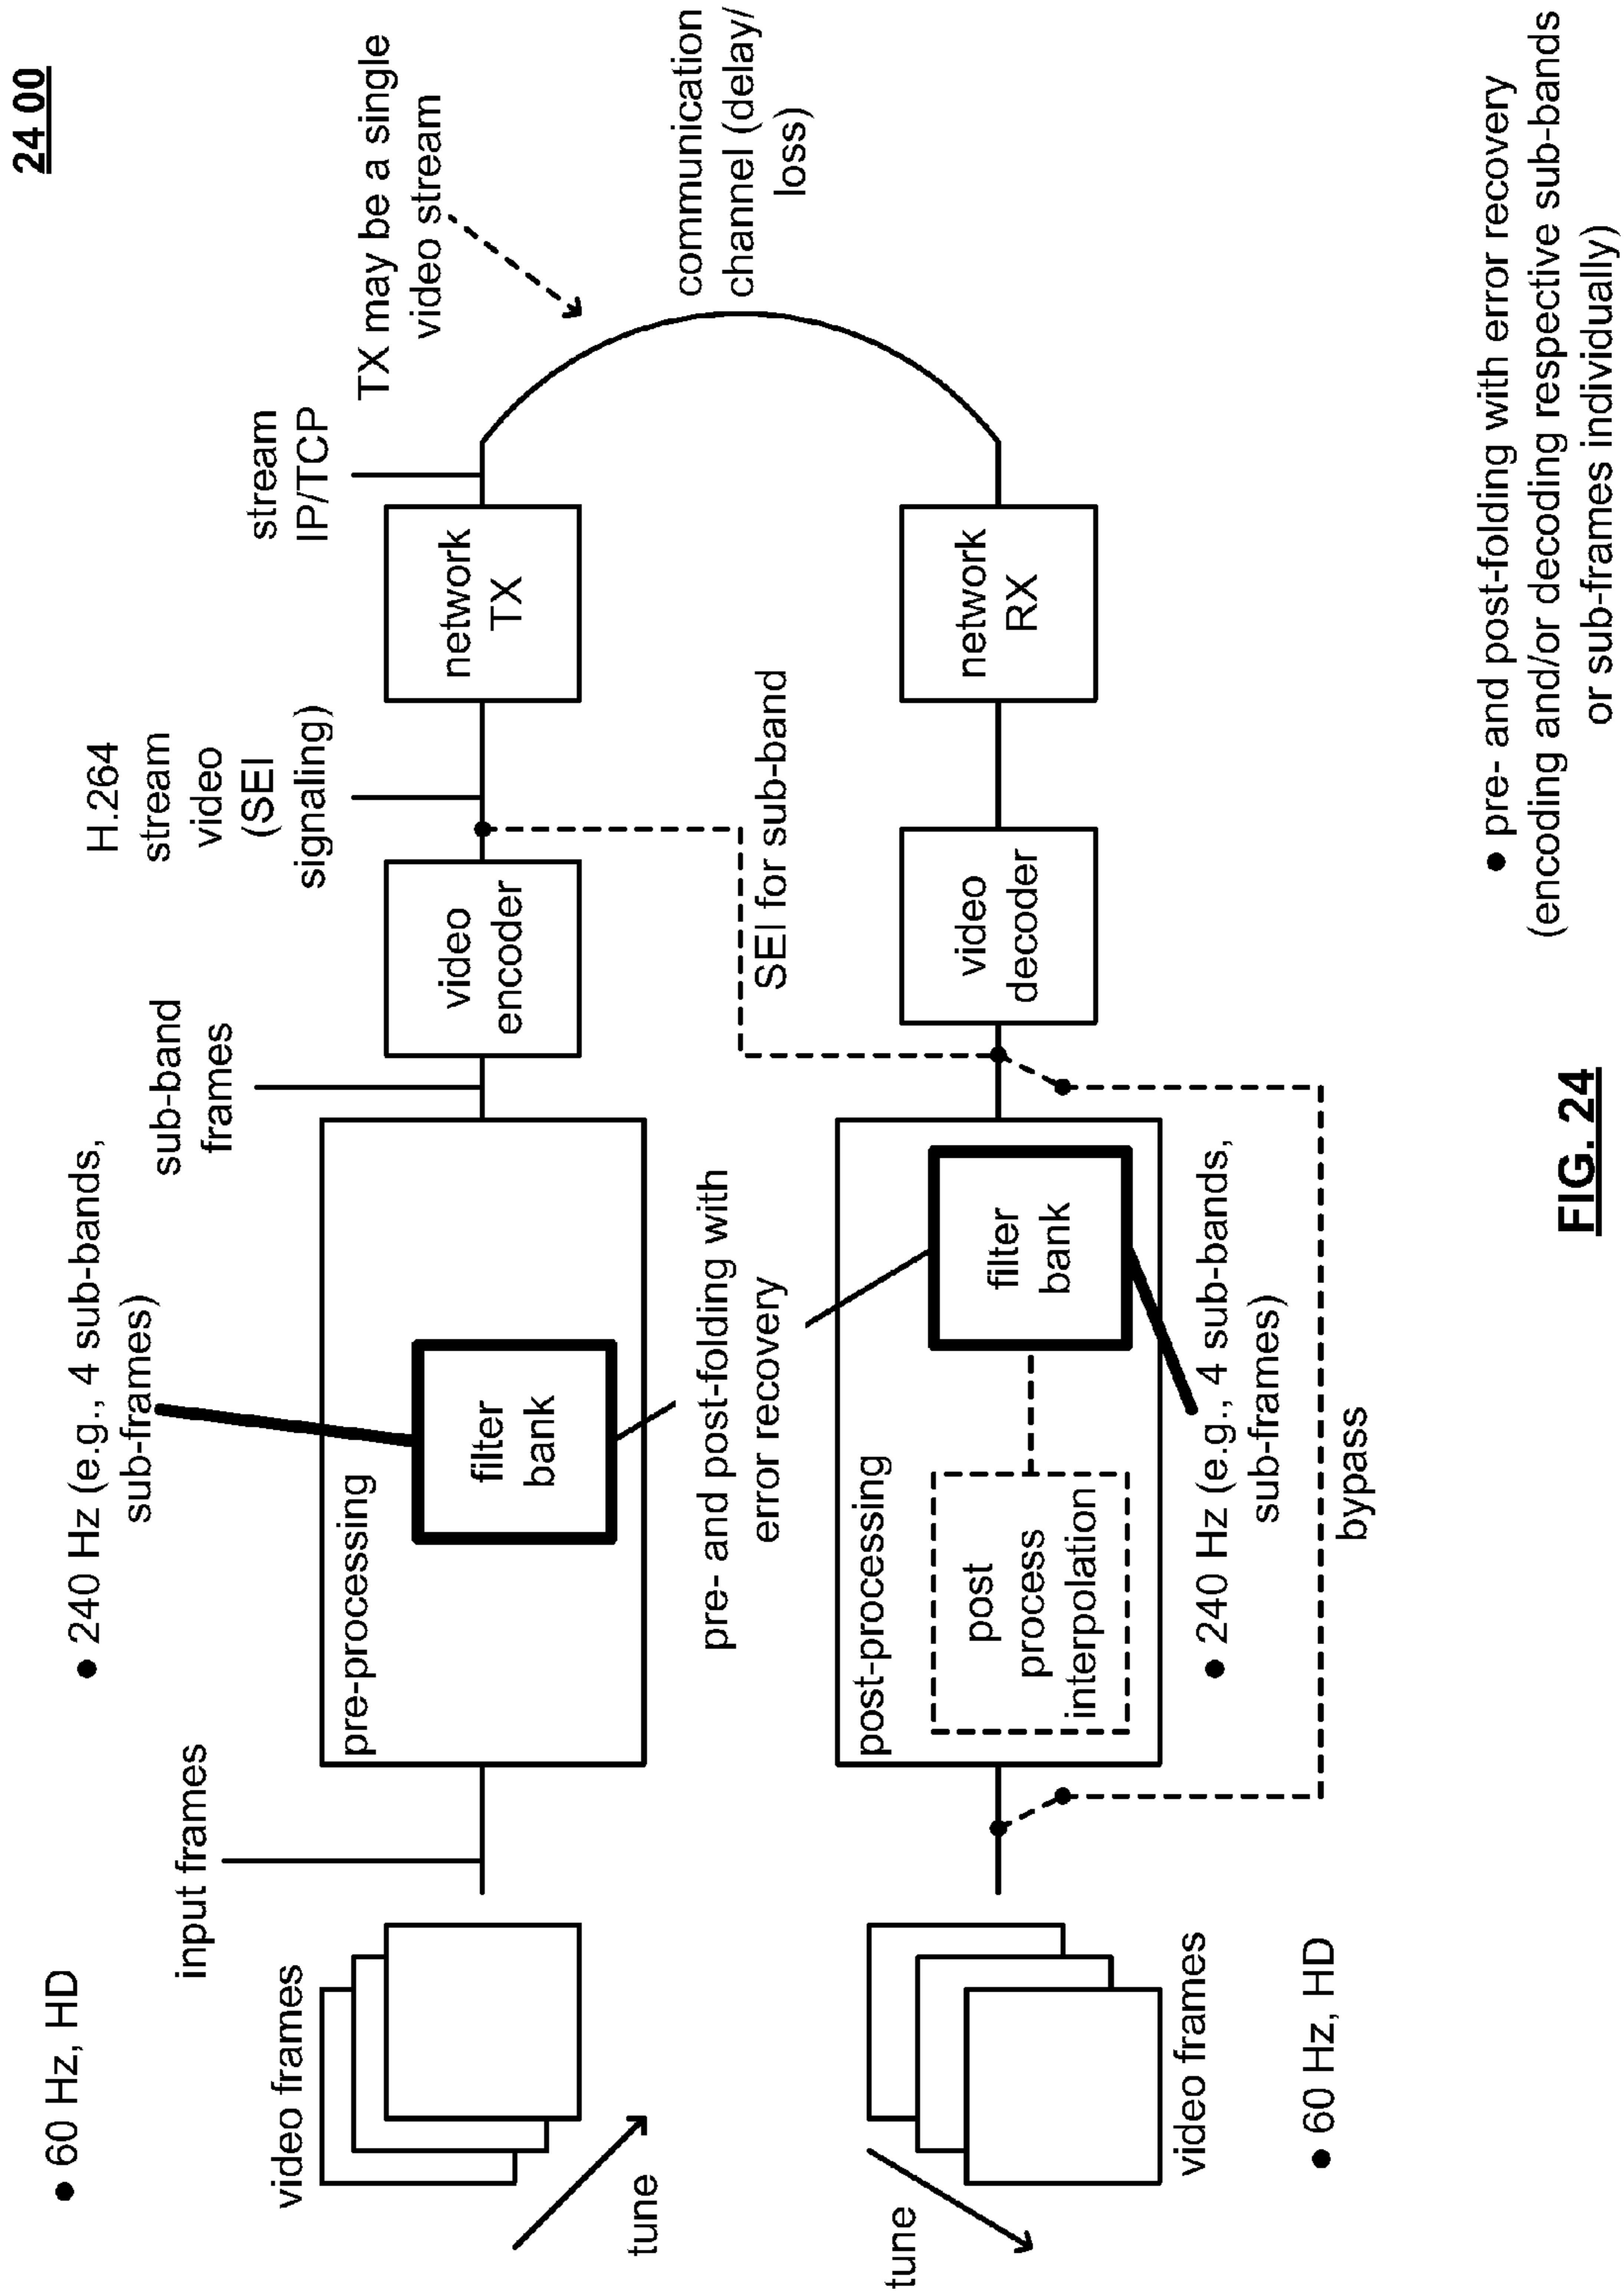 24 00
• 60 Hz, HD
• 240 Hz (e.g., 4 sub-bands,
sub-frames)
input frames
video frames
tune
pre-processing
filter
bank
sub-band
frames
video
encoder
H.264
stream
video
(SEI
signaling)
network
TX
stream
IP/TCP
TX may be a single
video stream
communication
channel (delay/
loss)
pre- and post-folding with
error recovery
SEI for sub-band
tune
video frames
• 60 Hz, HD
post-processing
post
process
interpolation
filter
bank
• 240 Hz (e.g., 4 sub-bands,
sub-frames)
bypass
video
decoder
network
RX
• pre- and post-folding with error recovery
(encoding and/or decoding respective sub-bands
or sub-frames individually)
FIG. 24